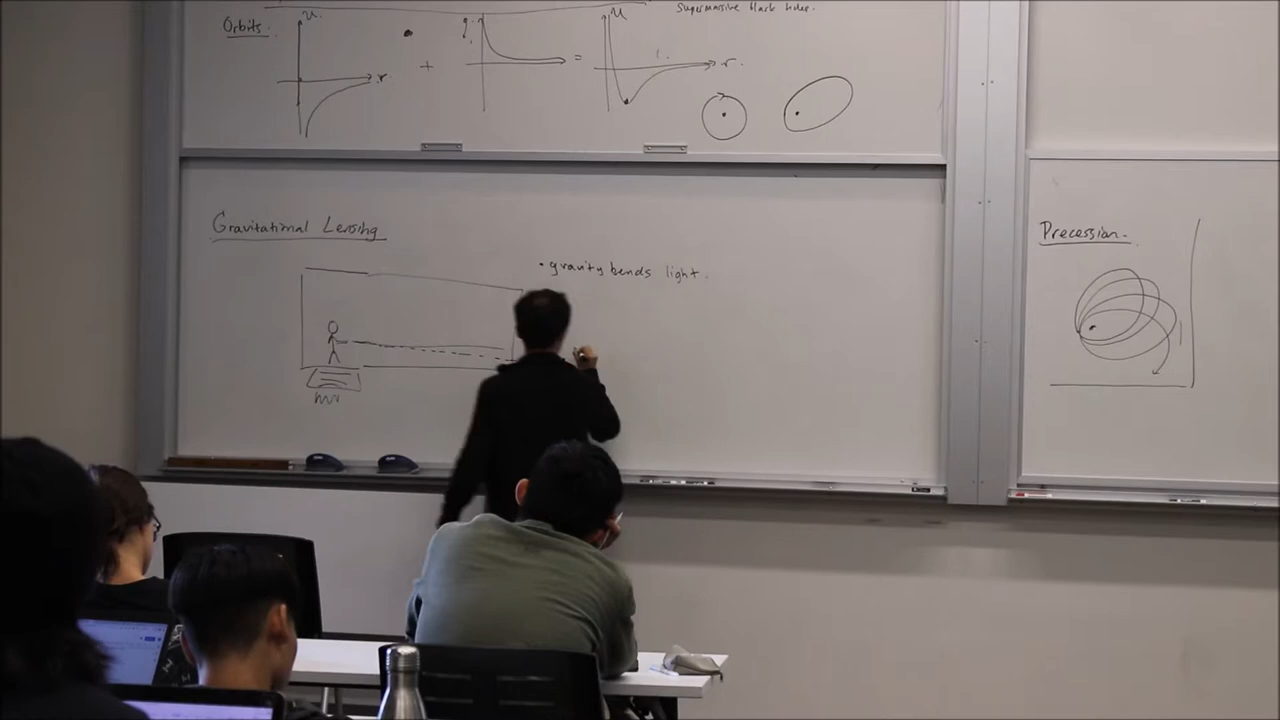 Supermassive black holes.
Orbits.
u
r
+
=
u
r
Gravitational Lensing
• gravity bends light.
Precession.